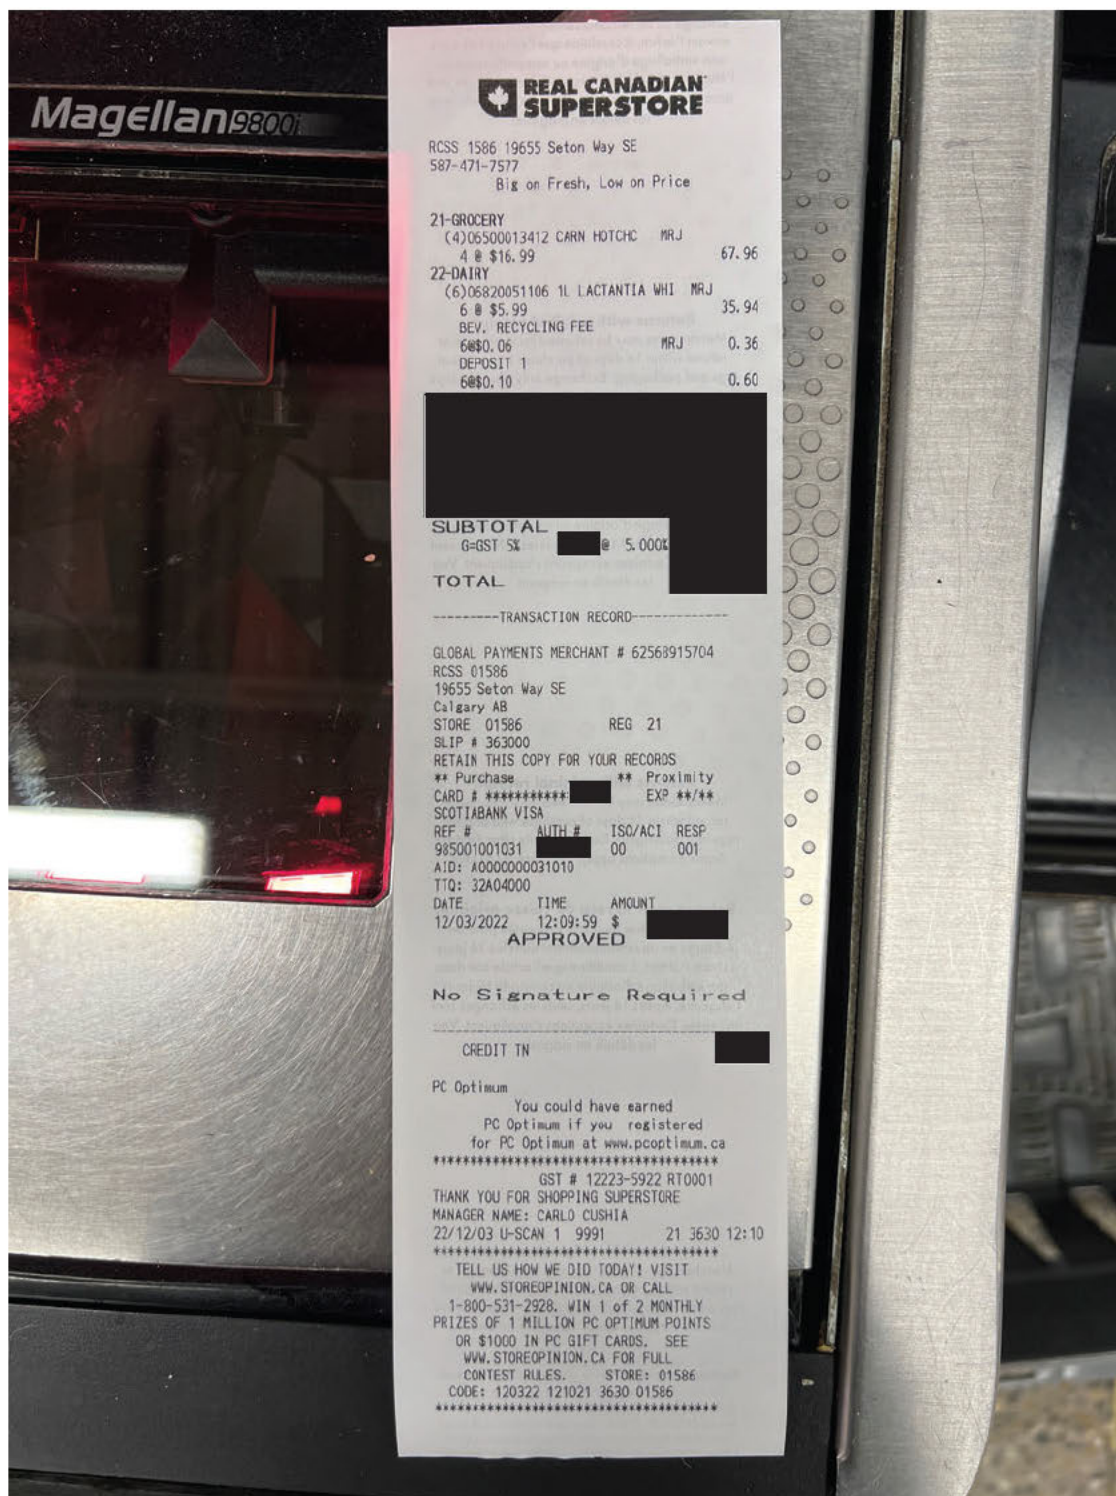 Magellan 9800i
REAL CANADIAN
SUPERSTORE
RCSS 1586 19655 Seton Way SE
587-471-7577
Big on Fresh, Low on Price
21-GROCERY
(4)06500013412 CARN HOTCHC MRJ
4 @ $16.99 67.96
22-DAIRY
(6)06820051106 1L LACTANTIA WHI MRJ
6 @ $5.99 35.94
BEV. RECYCLING FEE
6@$0.06 MRJ 0.36
DEPOSIT 1
6@$0.10 0.60
SUBTOTAL
G=GST 5% @ 5.000%
TOTAL
---------TRANSACTION RECORD-------------
GLOBAL PAYMENTS MERCHANT # 62568915704
RCSS 01586
19655 Seton Way SE
Calgary AB
STORE 01586 REG 21
SLIP # 363000
RETAIN THIS COPY FOR YOUR RECORDS
** Purchase ** Proximity
CARD # ************ EXP **/**
SCOTIABANK VISA
REF # AUTH # ISO/ACI RESP
985001001031 00 001
AID: A0000000031010
TTQ: 32A04000
DATE TIME AMOUNT
12/03/2022 12:09:59 $
APPROVED
No Signature Required
CREDIT TN
PC Optimum
You could have earned
PC Optimum if you registered
for PC Optimum at www.pcoptimum.ca
**************************************
GST # 12223-5922 RT0001
THANK YOU FOR SHOPPING SUPERSTORE
MANAGER NAME: CARLO CUSHIA
22/12/03 U-SCAN 1 9991 21 3630 12:10
**************************************
TELL US HOW WE DID TODAY! VISIT
WWW.STOREOPINION.CA OR CALL
1-800-531-2928. WIN 1 of 2 MONTHLY
PRIZES OF 1 MILLION PC OPTIMUM POINTS
OR $1000 IN PC GIFT CARDS. SEE
WWW.STOREOPINION.CA FOR FULL
CONTEST RULES. STORE: 01586
CODE: 120322 121021 3630 01586
**************************************